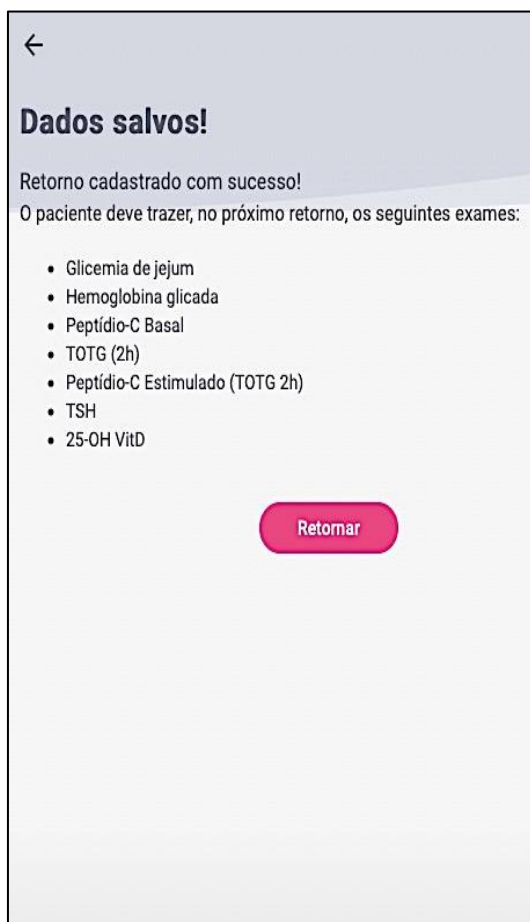 Dados salvos!
Retorno cadastrado com sucesso!
O paciente deve trazer, no próximo retorno, os seguintes exames:
• Glicemia de jejum
• Hemoglobina glicada
• Peptídio-C Basal
• TOTG (2h)
• Peptídio-C Estimulado (TOTG 2h)
• TSH
• 25-OH VitD
Retornar